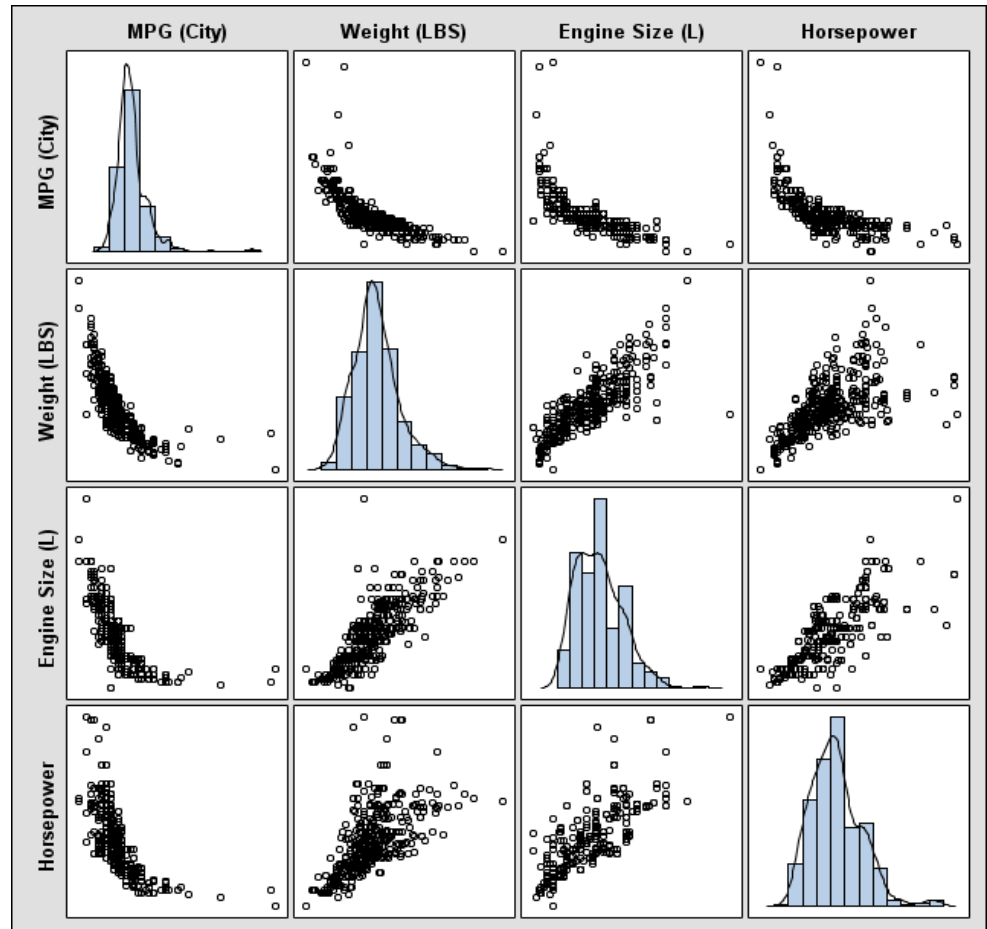 MPG (City)
Weight (LBS)
Engine Size (L)
Horsepower
MPG (City)
Weight (LBS)
Engine Size (L)
Horsepower